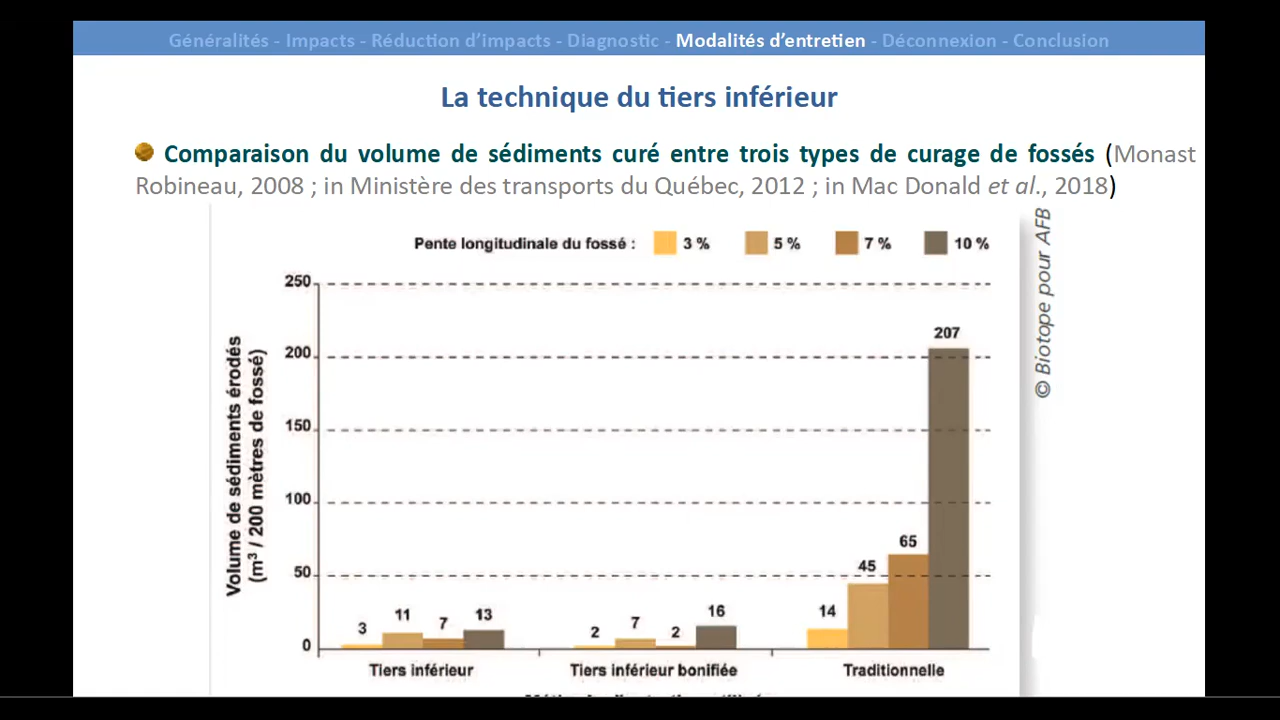 Généralités - Impacts - Réduction d'impacts - Diagnostic - Modalités d'entretien - Déconnexion - Conclusion
La technique du tiers inférieur
Comparaison du volume de sédiments curé entre trois types de curage de fossés (Monast
Robineau, 2008 ; in Ministère des transports du Québec, 2012 ; in Mac Donald et al., 2018)
© Biotope pour AFB
Pente longitudinale du fossé : 3 % 5 % 7 % 10 %
Volume de sédiments érodés
(m³ / 200 mètres de fossé)
250
200
150
100
50
0
3 11 7 13
2 7 2 16
14 45 65 207
Tiers inférieur Tiers inférieur bonifiée Traditionnelle